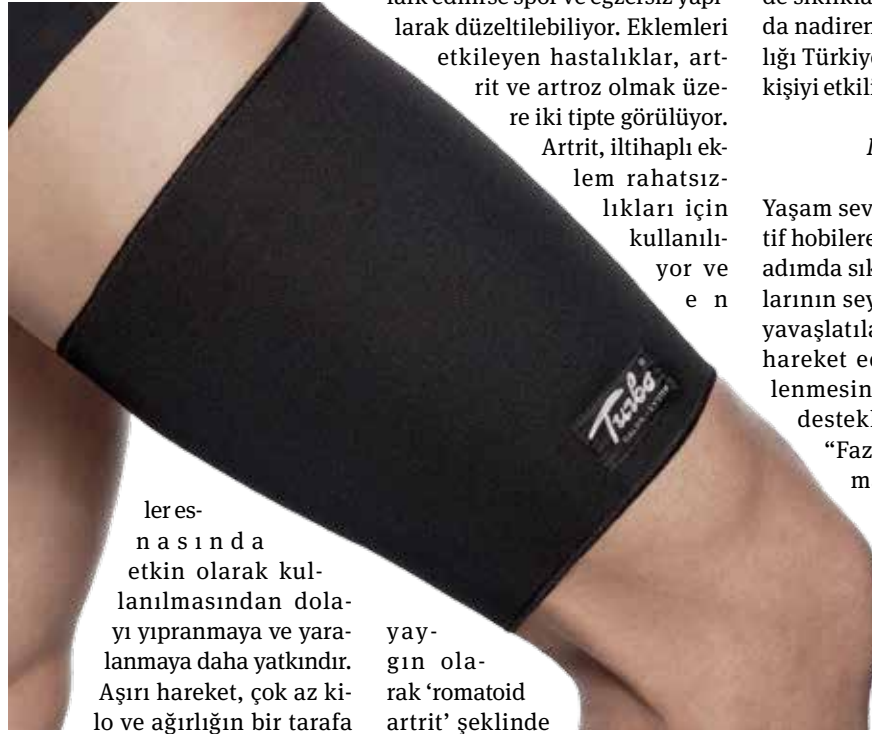 ler es-
n a s ı n d a
etkin olarak kul-
lanılmasından dola-
yı yıpranmaya ve yara-
lanmaya daha yatkındır.
Aşırı hareket, çok az ki-
lo ve ağırlığın bir tarafa
larak düzeltilebiliyor. Eklemleri
etkileyen hastalıklar, art-
rit ve artroz olmak üze-
re iki tipte görülüyor.
Artrit, iltihaplı ek-
lem rahatsız-
lıkları için
kullanılı-
yor ve
e n
yay-
gın ola-
rak ‘romatoid
artrit’ şeklinde
da nadiren
lığı Türkiye
kişiyi etkili
Yaşam sev
tif hobilere
adımda sık
larının sey
yavaşlatıla
hareket ed
lenmesin
destekl
“Faz
m
Turbo®